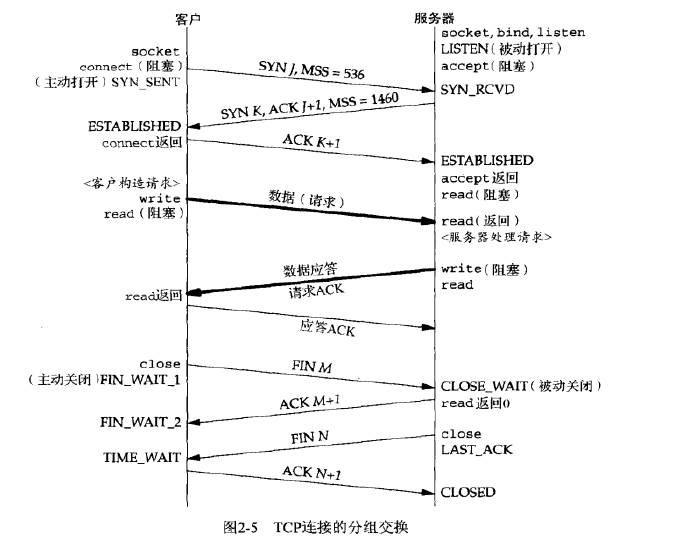 客户
服务器
socket, bind, listen
LISTEN(被动打开)
accept(阻塞)
socket
connect(阻塞)
(主动打开) SYN_SENT
SYN J, MSS = 536
SYN_RCVD
SYN K, ACK J+1, MSS = 1460
ESTABLISHED
connect返回
ACK K+1
ESTABLISHED
accept返回
read(阻塞)
<客户构造请求>
write
read(阻塞)
数据(请求)
read(返回)
<服务器处理请求>
数据应答
请求ACK
write(阻塞)
read
read返回
应答ACK
close
(主动关闭)FIN_WAIT_1
FIN M
CLOSE_WAIT(被动关闭)
read返回0
ACK M+1
FIN_WAIT_2
close
LAST_ACK
FIN N
TIME_WAIT
ACK N+1
CLOSED
图2-5 TCP连接的分组交换